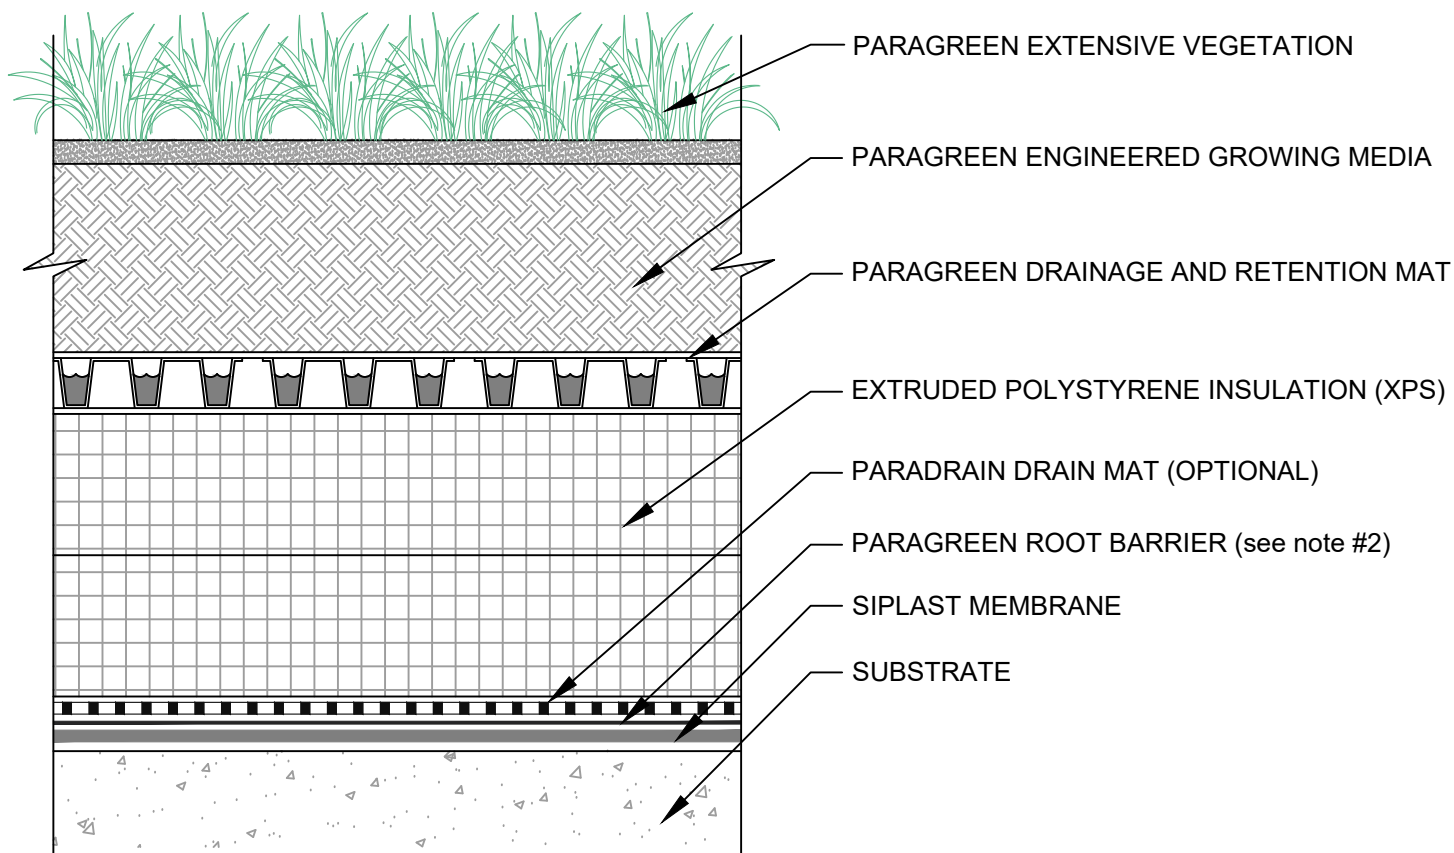 PARAGREEN EXTENSIVE VEGETATION
PARAGREEN ENGINEERED GROWING MEDIA
PARAGREEN DRAINAGE AND RETENTION MAT
EXTRUDED POLYSTYRENE INSULATION (XPS)
PARADRAIN DRAIN MAT (OPTIONAL)
PARAGREEN ROOT BARRIER (see note #2)
SIPLAST MEMBRANE
SUBSTRATE